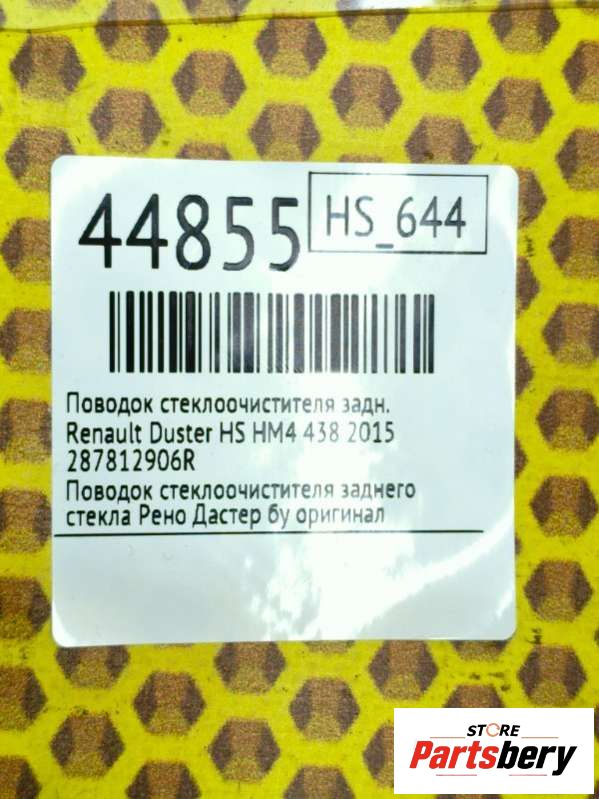 44855
HS_644
Поводок стеклоочистителя задн.
Renault Duster HS HM4 438 2015
287812906R
Поводок стеклоочистителя заднего
стекла Рено Дастер бу оригинал
STORE
Partsbery